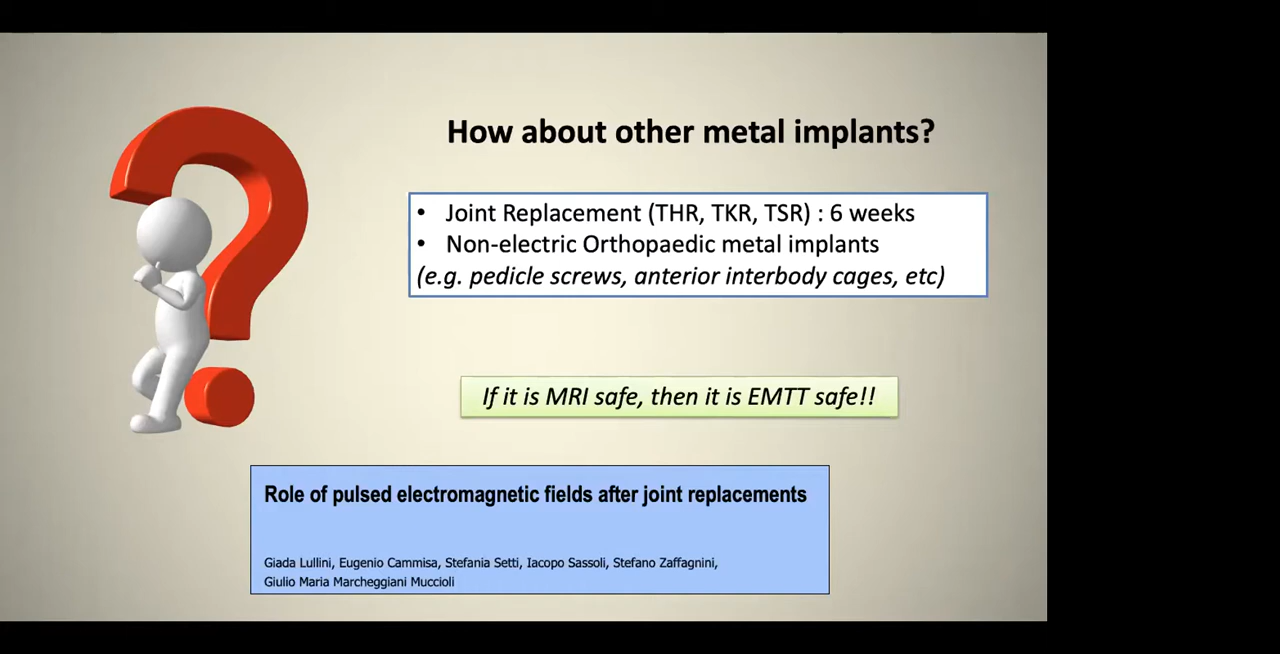 How about other metal implants?
• Joint Replacement (THR, TKR, TSR) : 6 weeks
• Non-electric Orthopaedic metal implants
(e.g. pedicle screws, anterior interbody cages, etc)
If it is MRI safe, then it is EMTT safe!!
Role of pulsed electromagnetic fields after joint replacements
Giada Lullini, Eugenio Cammisa, Stefania Setti, Iacopo Sassoli, Stefano Zaffagnini,
Giulio Maria Marcheggiani Muccioli